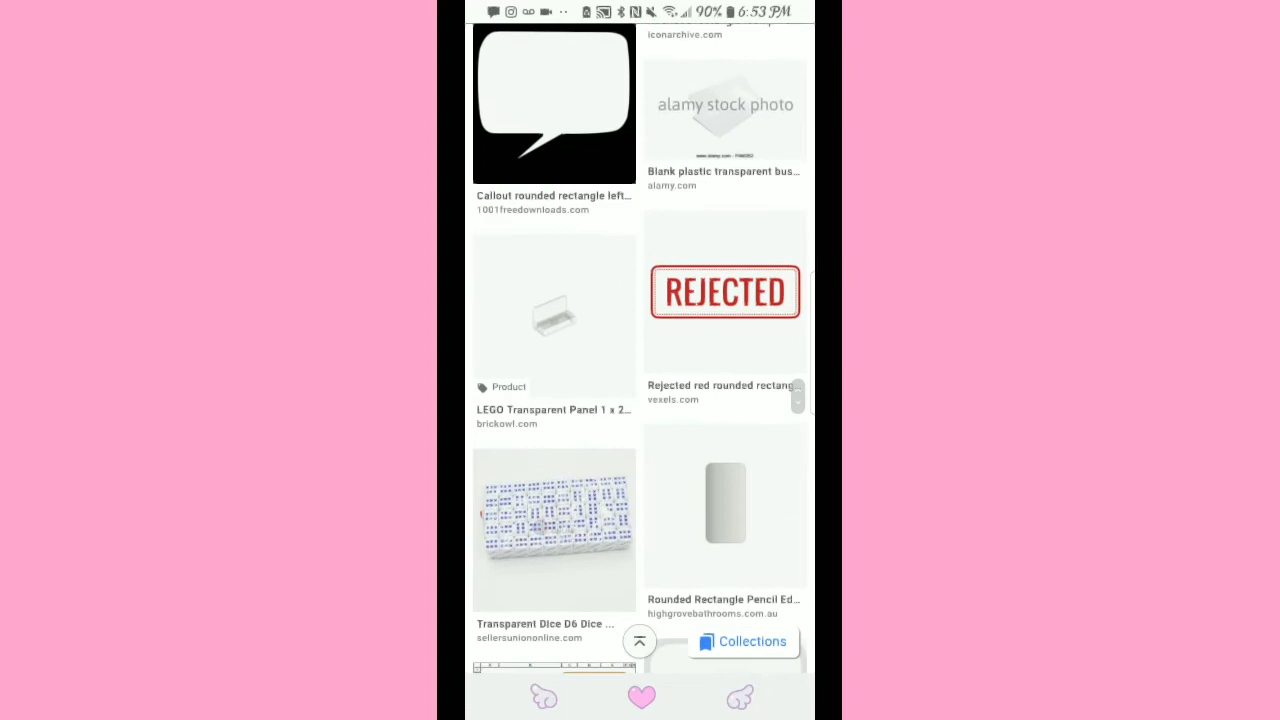 90% 6:53 PM
iconarchive.com
alamy stock photo
Blank plastic transparent bus...
alamy.com
Callout rounded rectangle left...
1001freedownloads.com
REJECTED
Product
Rejected red rounded rectang...
vexels.com
LEGO Transparent Panel 1 x 2...
brickowl.com
Rounded Rectangle Pencil Ed...
highgrovebathrooms.com.au
Transparent DIce D6 Dice ...
sellersuniononline.com
Collections